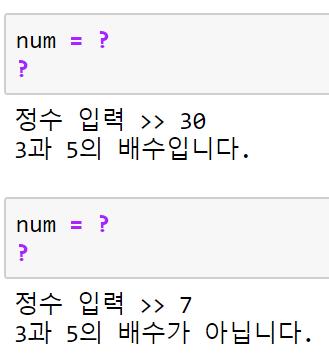 num = ?
?
정수 입력 >> 30
3과 5의 배수입니다.
num = ?
?
정수 입력 >> 7
3과 5의 배수가 아닙니다.